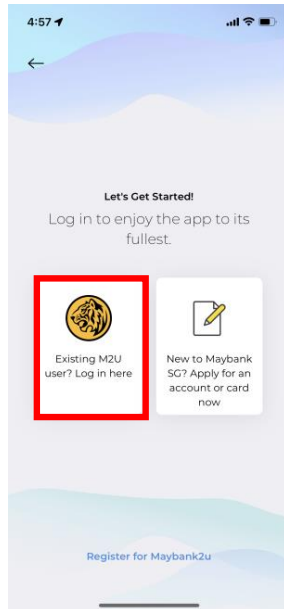 4:57
Let's Get Started!
Log in to enjoy the app to its
fullest.
Existing M2U
user? Log in here
New to Maybank
SG? Apply for an
account or card
now
Register for Maybank2u